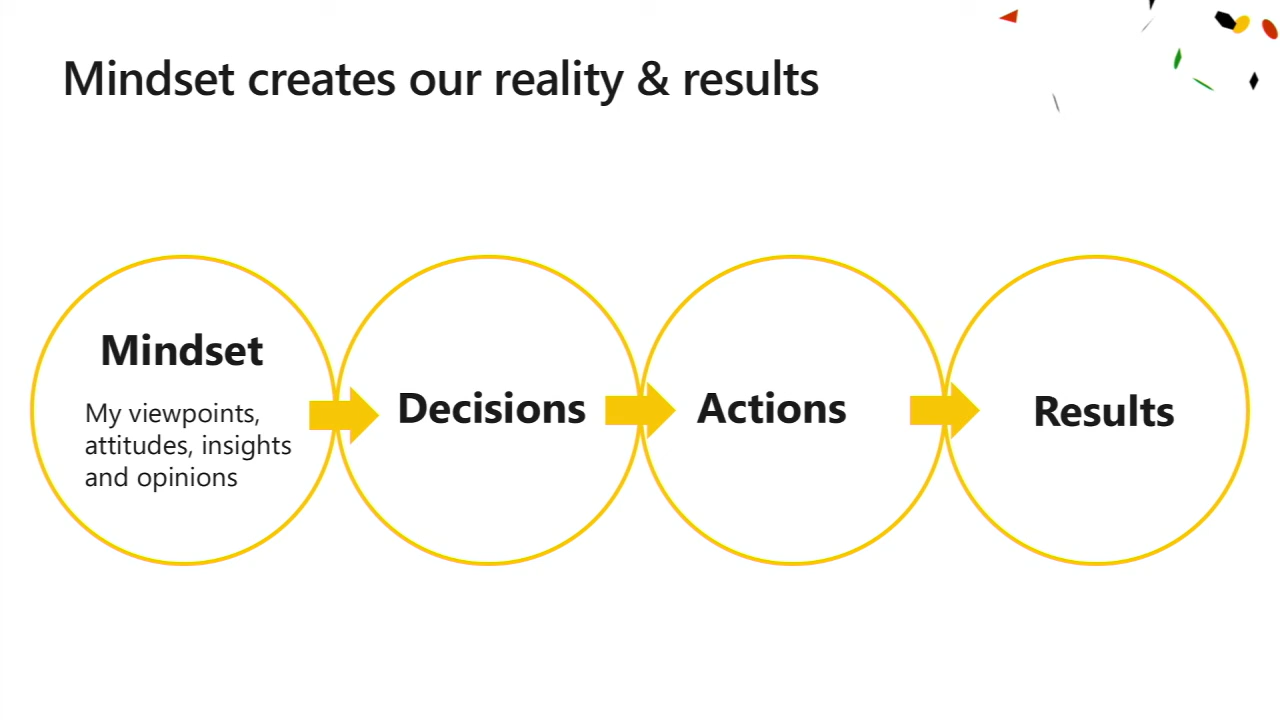 Mindset creates our reality & results
Mindset
My viewpoints,
attitudes, insights
and opinions
Decisions
Actions
Results